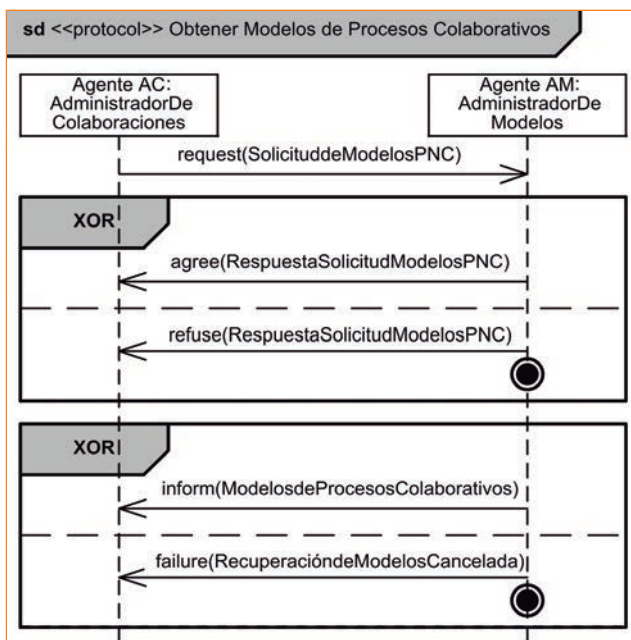 sd <<protocol>> Obtener Modelos de Procesos Colaborativos
Agente AC:
AdministradorDe
Colaboraciones
Agente AM:
AdministradorDe
Modelos
request(SolicituddeModelosPNC)
XOR
agree(RespuestaSolicitudModelosPNC)
refuse(RespuestaSolicitudModelosPNC)
XOR
inform(ModelosdeProcesosColaborativos)
failure(RecuperacióndeModelosCancelada)